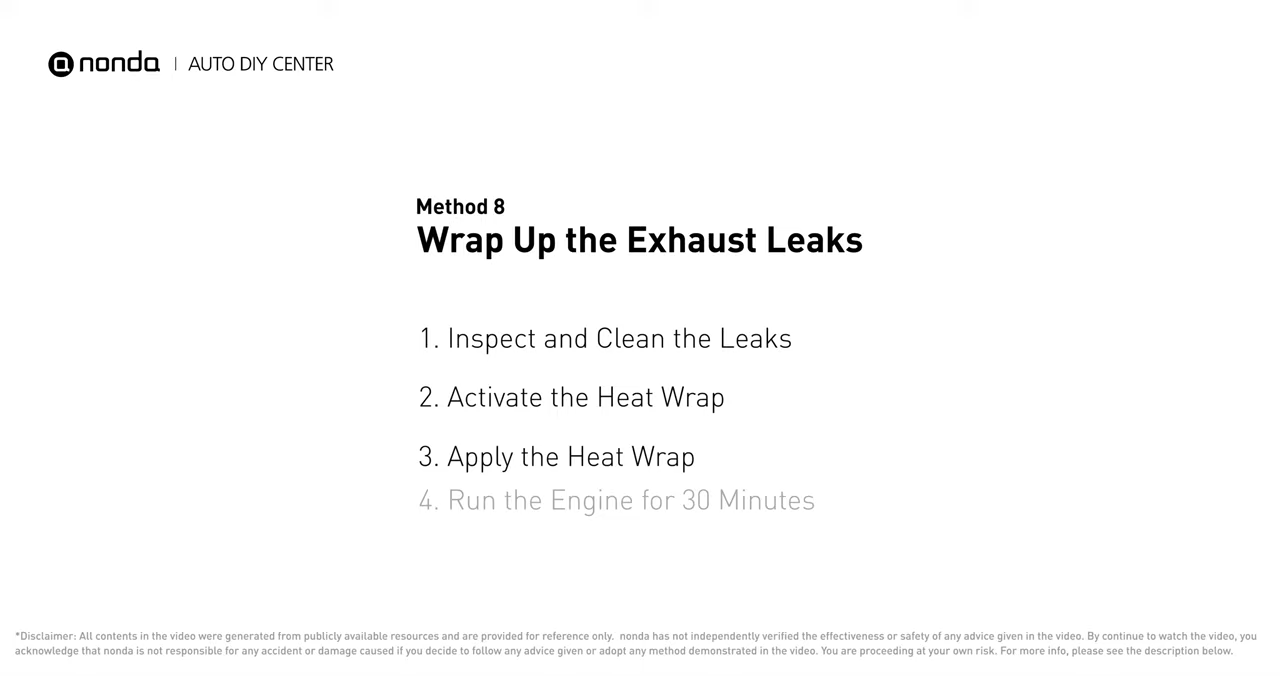 nonda | AUTO DIY CENTER
Method 8
Wrap Up the Exhaust Leaks
1. Inspect and Clean the Leaks
2. Activate the Heat Wrap
3. Apply the Heat Wrap
4. Run the Engine for 30 Minutes
*Disclaimer: All contents in the video were generated from publicly available resources and are provided for reference only. nonda has not independently verified the effectiveness or safety of any advice given in the video. By continue to watch the video, you
acknowledge that nonda is not responsible for any accident or damage caused if you decide to follow any advice given or adopt any method demonstrated in the video. You are proceeding at your own risk. For more info, please see the description below.